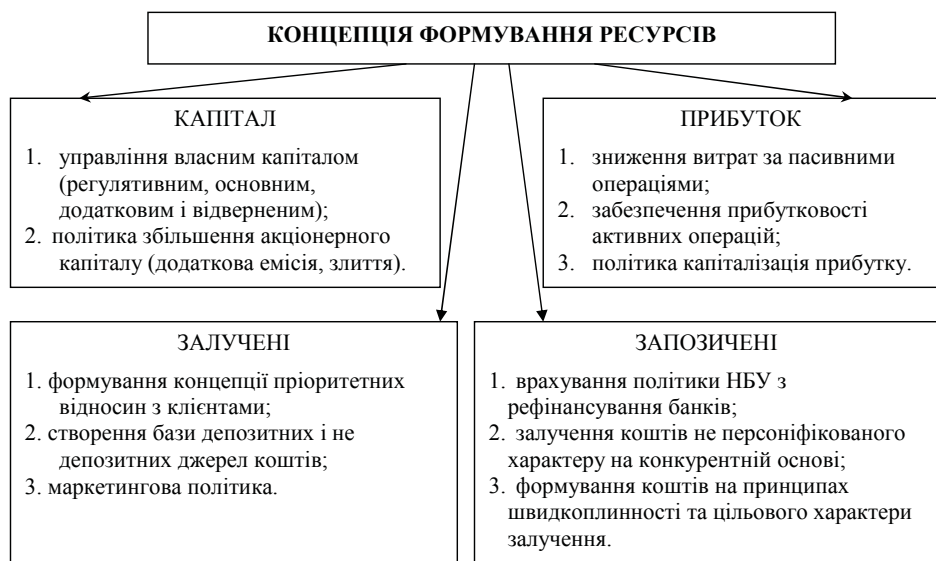 КОНЦЕПЦІЯ ФОРМУВАННЯ РЕСУРСІВ
КАПІТАЛ
1. управління власним капіталом
(регулятивним, основним,
додатковим і відверненим);
2. політика збільшення акціонерного
капіталу (додаткова емісія, злиття).
ПРИБУТОК
1. зниження витрат за пасивними
операціями;
2. забезпечення прибутковості
активних операцій;
3. політика капіталізація прибутку.
ЗАЛУЧЕНІ
1. формування концепції пріоритетних
відносин з клієнтами;
2. створення бази депозитних і не
депозитних джерел коштів;
3. маркетингова політика.
ЗАПОЗИЧЕНІ
1. врахування політики НБУ з
рефінансування банків;
2. залучення коштів не персоніфікованого
характеру на конкурентній основі;
3. формування коштів на принципах
швидкоплинності та цільового характери
залучення.